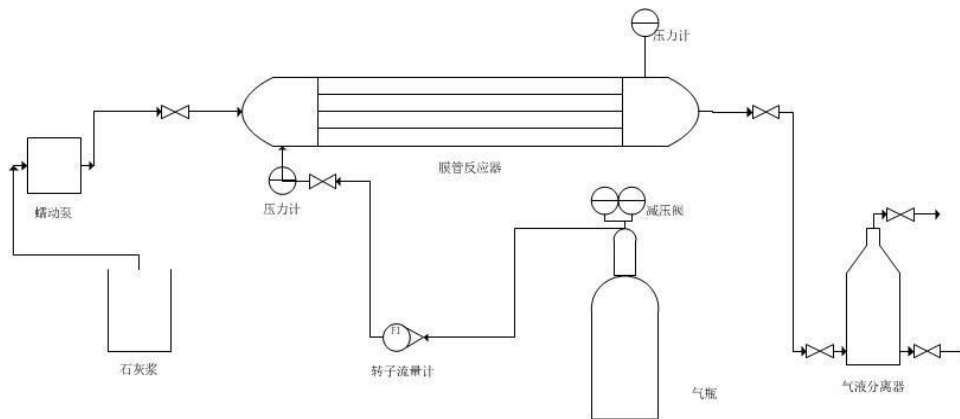 压力计
膜管反应器
蠕动泵
压力计
减压阀
FI
石灰浆
转子流量计
气瓶
气液分离器